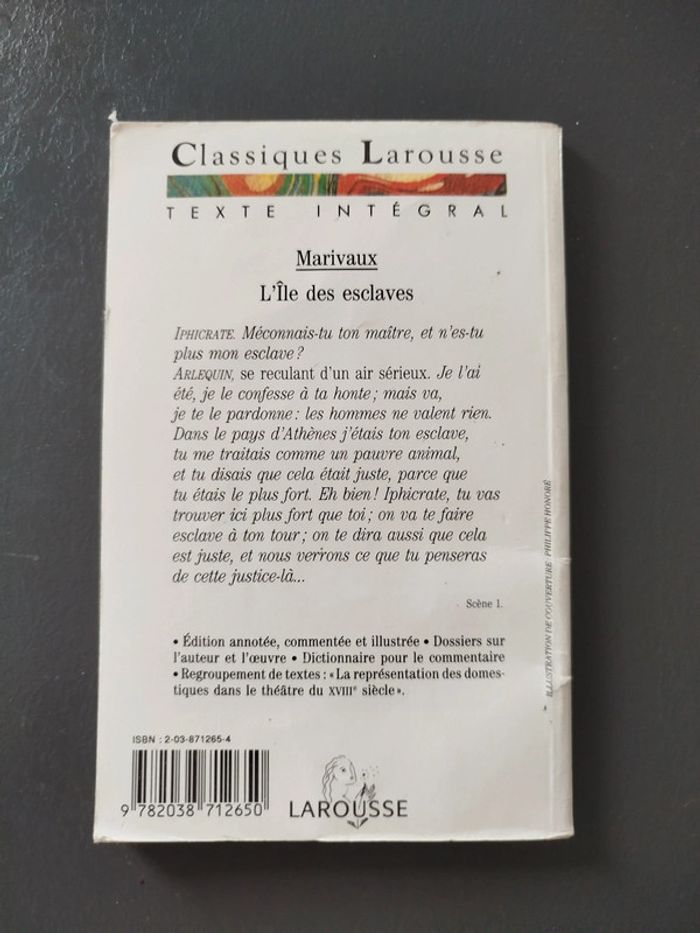 Classiques Larousse
TEXTE INTÉGRAL
Marivaux
L'Île des esclaves
IPHICRATE. Méconnais-tu ton maître, et n'es-tu
plus mon esclave ?
ARLEQUIN, se reculant d'un air sérieux. Je l'ai
été, je le confesse à ta honte ; mais va,
je te le pardonne : les hommes ne valent rien.
Dans le pays d'Athènes j'étais ton esclave,
tu me traitais comme un pauvre animal,
et tu disais que cela était juste, parce que
tu étais le plus fort. Eh bien ! Iphicrate, tu vas
trouver ici plus fort que toi ; on va te faire
esclave à ton tour ; on te dira aussi que cela
est juste, et nous verrons ce que tu penseras
de cette justice-là...
Scène 1.
• Édition annotée, commentée et illustrée • Dossiers sur
l'auteur et l'œuvre • Dictionnaire pour le commentaire
• Regroupement de textes : « La représentation des domes-
tiques dans le théâtre du XVIIIe siècle ».
ILLUSTRATION DE COUVERTURE : PHILIPPE HONORÉ
ISBN : 2-03-871265-4
9 782038 712650
LAROUSSE